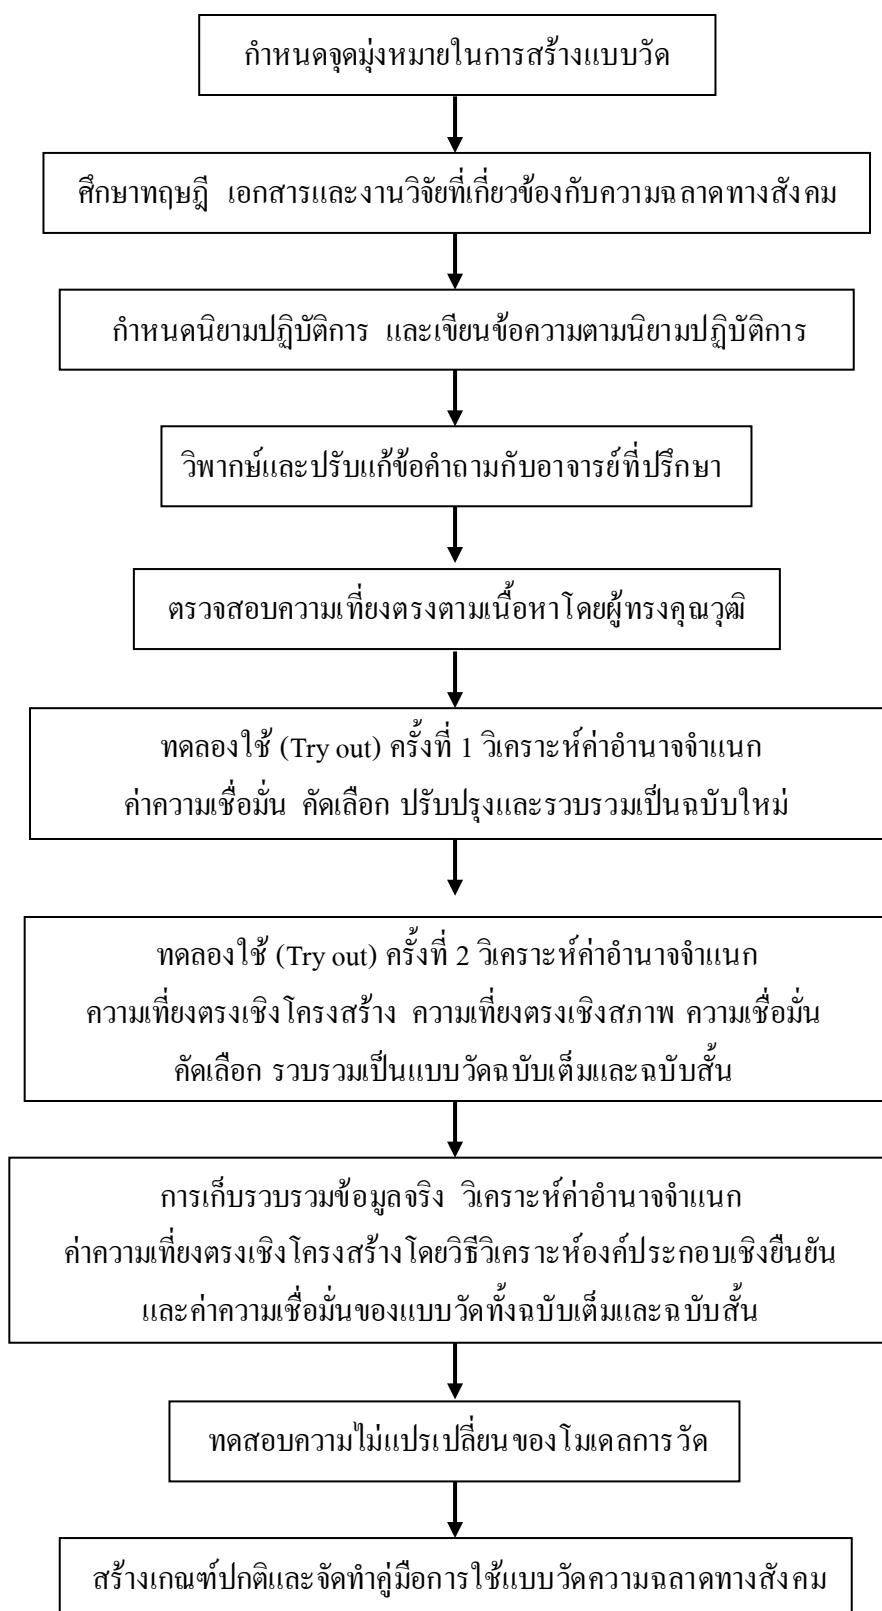 กำหนดจุดมุ่งหมายในการสร้างแบบวัด
ศึกษาทฤษฎี เอกสารและงานวิจัยที่เกี่ยวข้องกับความฉลาดทางสังคม
กำหนดนิยามปฏิบัติการ และเขียนข้อความตามนิยามปฏิบัติการ
วิพากษ์และปรับแก้ข้อคำถามกับอาจารย์ที่ปรึกษา
ตรวจสอบความเที่ยงตรงตามเนื้อหาโดยผู้ทรงคุณวุฒิ
ทดลองใช้ (Try out) ครั้งที่ 1 วิเคราะห์ค่าอำนาจจำแนก
ค่าความเชื่อมั่น คัดเลือก ปรับปรุงและรวบรวมเป็นฉบับใหม่
ทดลองใช้ (Try out) ครั้งที่ 2 วิเคราะห์ค่าอำนาจจำแนก
ความเที่ยงตรงเชิงโครงสร้าง ความเที่ยงตรงเชิงสภาพ ความเชื่อมั่น
คัดเลือก รวบรวมเป็นแบบวัดฉบับเต็มและฉบับสั้น
การเก็บรวบรวมข้อมูลจริง วิเคราะห์ค่าอำนาจจำแนก
ค่าความเที่ยงตรงเชิงโครงสร้างโดยวิธีวิเคราะห์องค์ประกอบเชิงยืนยัน
และค่าความเชื่อมั่นของแบบวัดทั้งฉบับเต็มและฉบับสั้น
ทดสอบความไม่แปรเปลี่ยนของโมเดลการวัด
สร้างเกณฑ์ปกติและจัดทำคู่มือการใช้แบบวัดความฉลาดทางสังคม